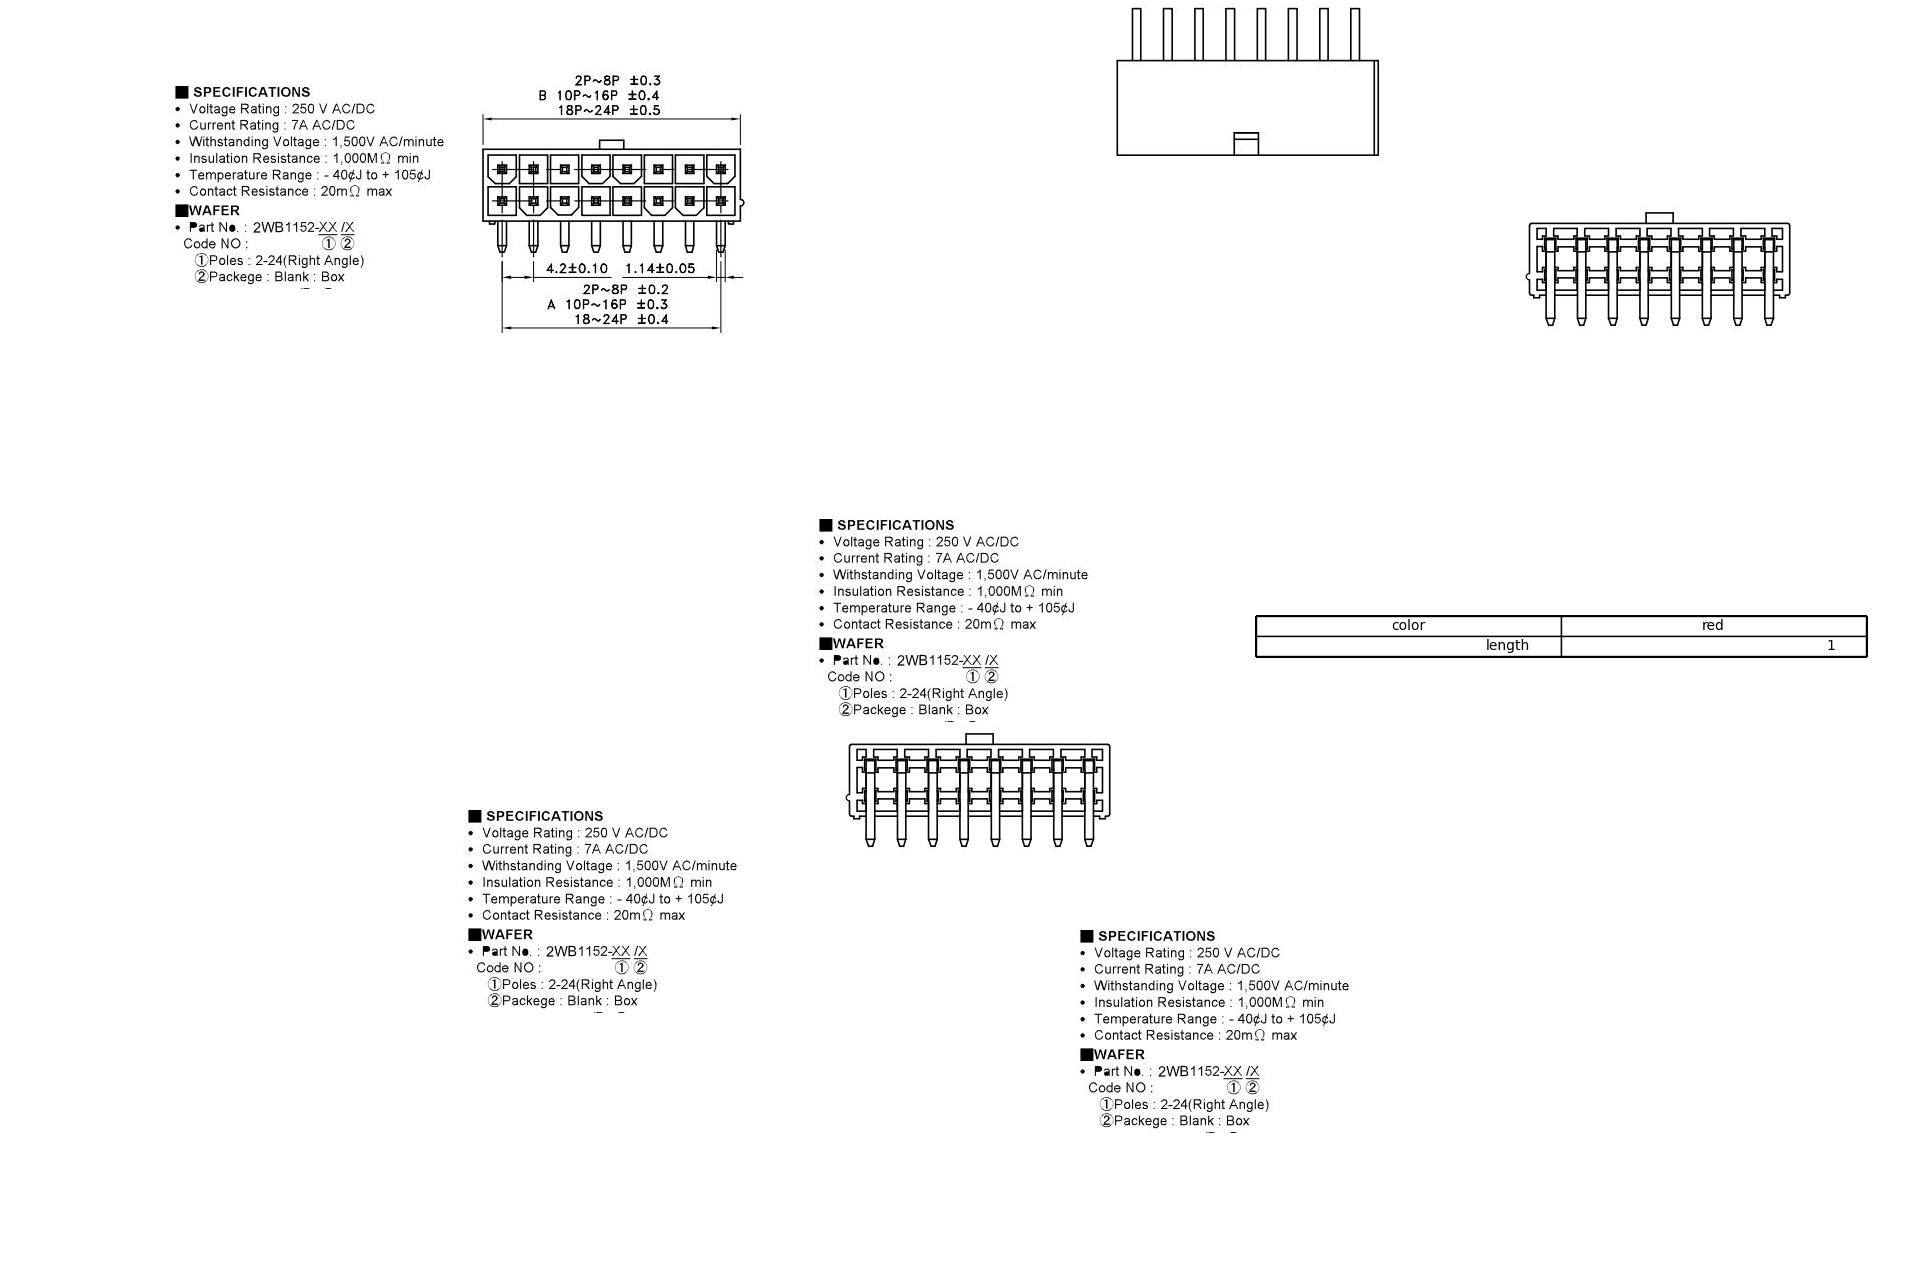 ■ SPECIFICATIONS
• Voltage Rating : 250 V AC/DC
• Current Rating : 7A AC/DC
• Withstanding Voltage : 1,500V AC/minute
• Insulation Resistance : 1,000MΩ min
• Temperature Range : - 40¢J to + 105¢J
• Contact Resistance : 20mΩ max
■WAFER
• Part No. : 2WB1152-XX /X
Code NO : ① ②
①Poles : 2-24(Right Angle)
②Packege : Blank : Box
2P~8P ±0.3
B 10P~16P ±0.4
18P~24P ±0.5
4.2±0.10 1.14±0.05
2P~8P ±0.2
A 10P~16P ±0.3
18~24P ±0.4
■ SPECIFICATIONS
• Voltage Rating : 250 V AC/DC
• Current Rating : 7A AC/DC
• Withstanding Voltage : 1,500V AC/minute
• Insulation Resistance : 1,000MΩ min
• Temperature Range : - 40¢J to + 105¢J
• Contact Resistance : 20mΩ max
■WAFER
• Part No. : 2WB1152-XX /X
Code NO : ① ②
①Poles : 2-24(Right Angle)
②Packege : Blank : Box
color red
length 1
■ SPECIFICATIONS
• Voltage Rating : 250 V AC/DC
• Current Rating : 7A AC/DC
• Withstanding Voltage : 1,500V AC/minute
• Insulation Resistance : 1,000MΩ min
• Temperature Range : - 40¢J to + 105¢J
• Contact Resistance : 20mΩ max
■WAFER
• Part No. : 2WB1152-XX /X
Code NO : ① ②
①Poles : 2-24(Right Angle)
②Packege : Blank : Box
■ SPECIFICATIONS
• Voltage Rating : 250 V AC/DC
• Current Rating : 7A AC/DC
• Withstanding Voltage : 1,500V AC/minute
• Insulation Resistance : 1,000MΩ min
• Temperature Range : - 40¢J to + 105¢J
• Contact Resistance : 20mΩ max
■WAFER
• Part No. : 2WB1152-XX /X
Code NO : ① ②
①Poles : 2-24(Right Angle)
②Packege : Blank : Box